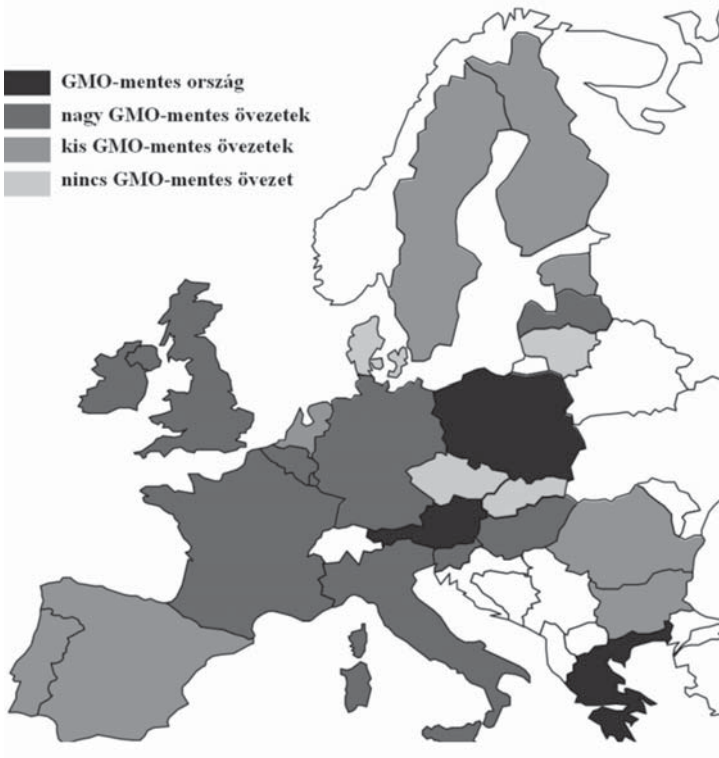 GMO-mentes ország
nagy GMO-mentes övezetek
kis GMO-mentes övezetek
nincs GMO-mentes övezet